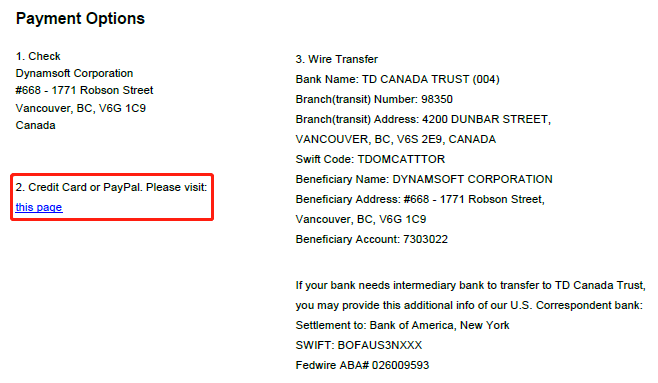 Payment Options
1. Check
Dynamsoft Corporation
#668 - 1771 Robson Street
Vancouver, BC, V6G 1C9
Canada
2. Credit Card or PayPal. Please visit:
this page
3. Wire Transfer
Bank Name: TD CANADA TRUST (004)
Branch(transit) Number: 98350
Branch(transit) Address: 4200 DUNBAR STREET,
VANCOUVER, BC, V6S 2E9, CANADA
Swift Code: TDOMCATTTOR
Beneficiary Name: DYNAMSOFT CORPORATION
Beneficiary Address: #668 - 1771 Robson Street,
Vancouver, BC, V6G 1C9
Beneficiary Account: 7303022
If your bank needs intermediary bank to transfer to TD Canada Trust,
you may provide this additional info of our U.S. Correspondent bank:
Settlement to: Bank of America, New York
SWIFT: BOFAUS3NXXX
Fedwire ABA# 026009593